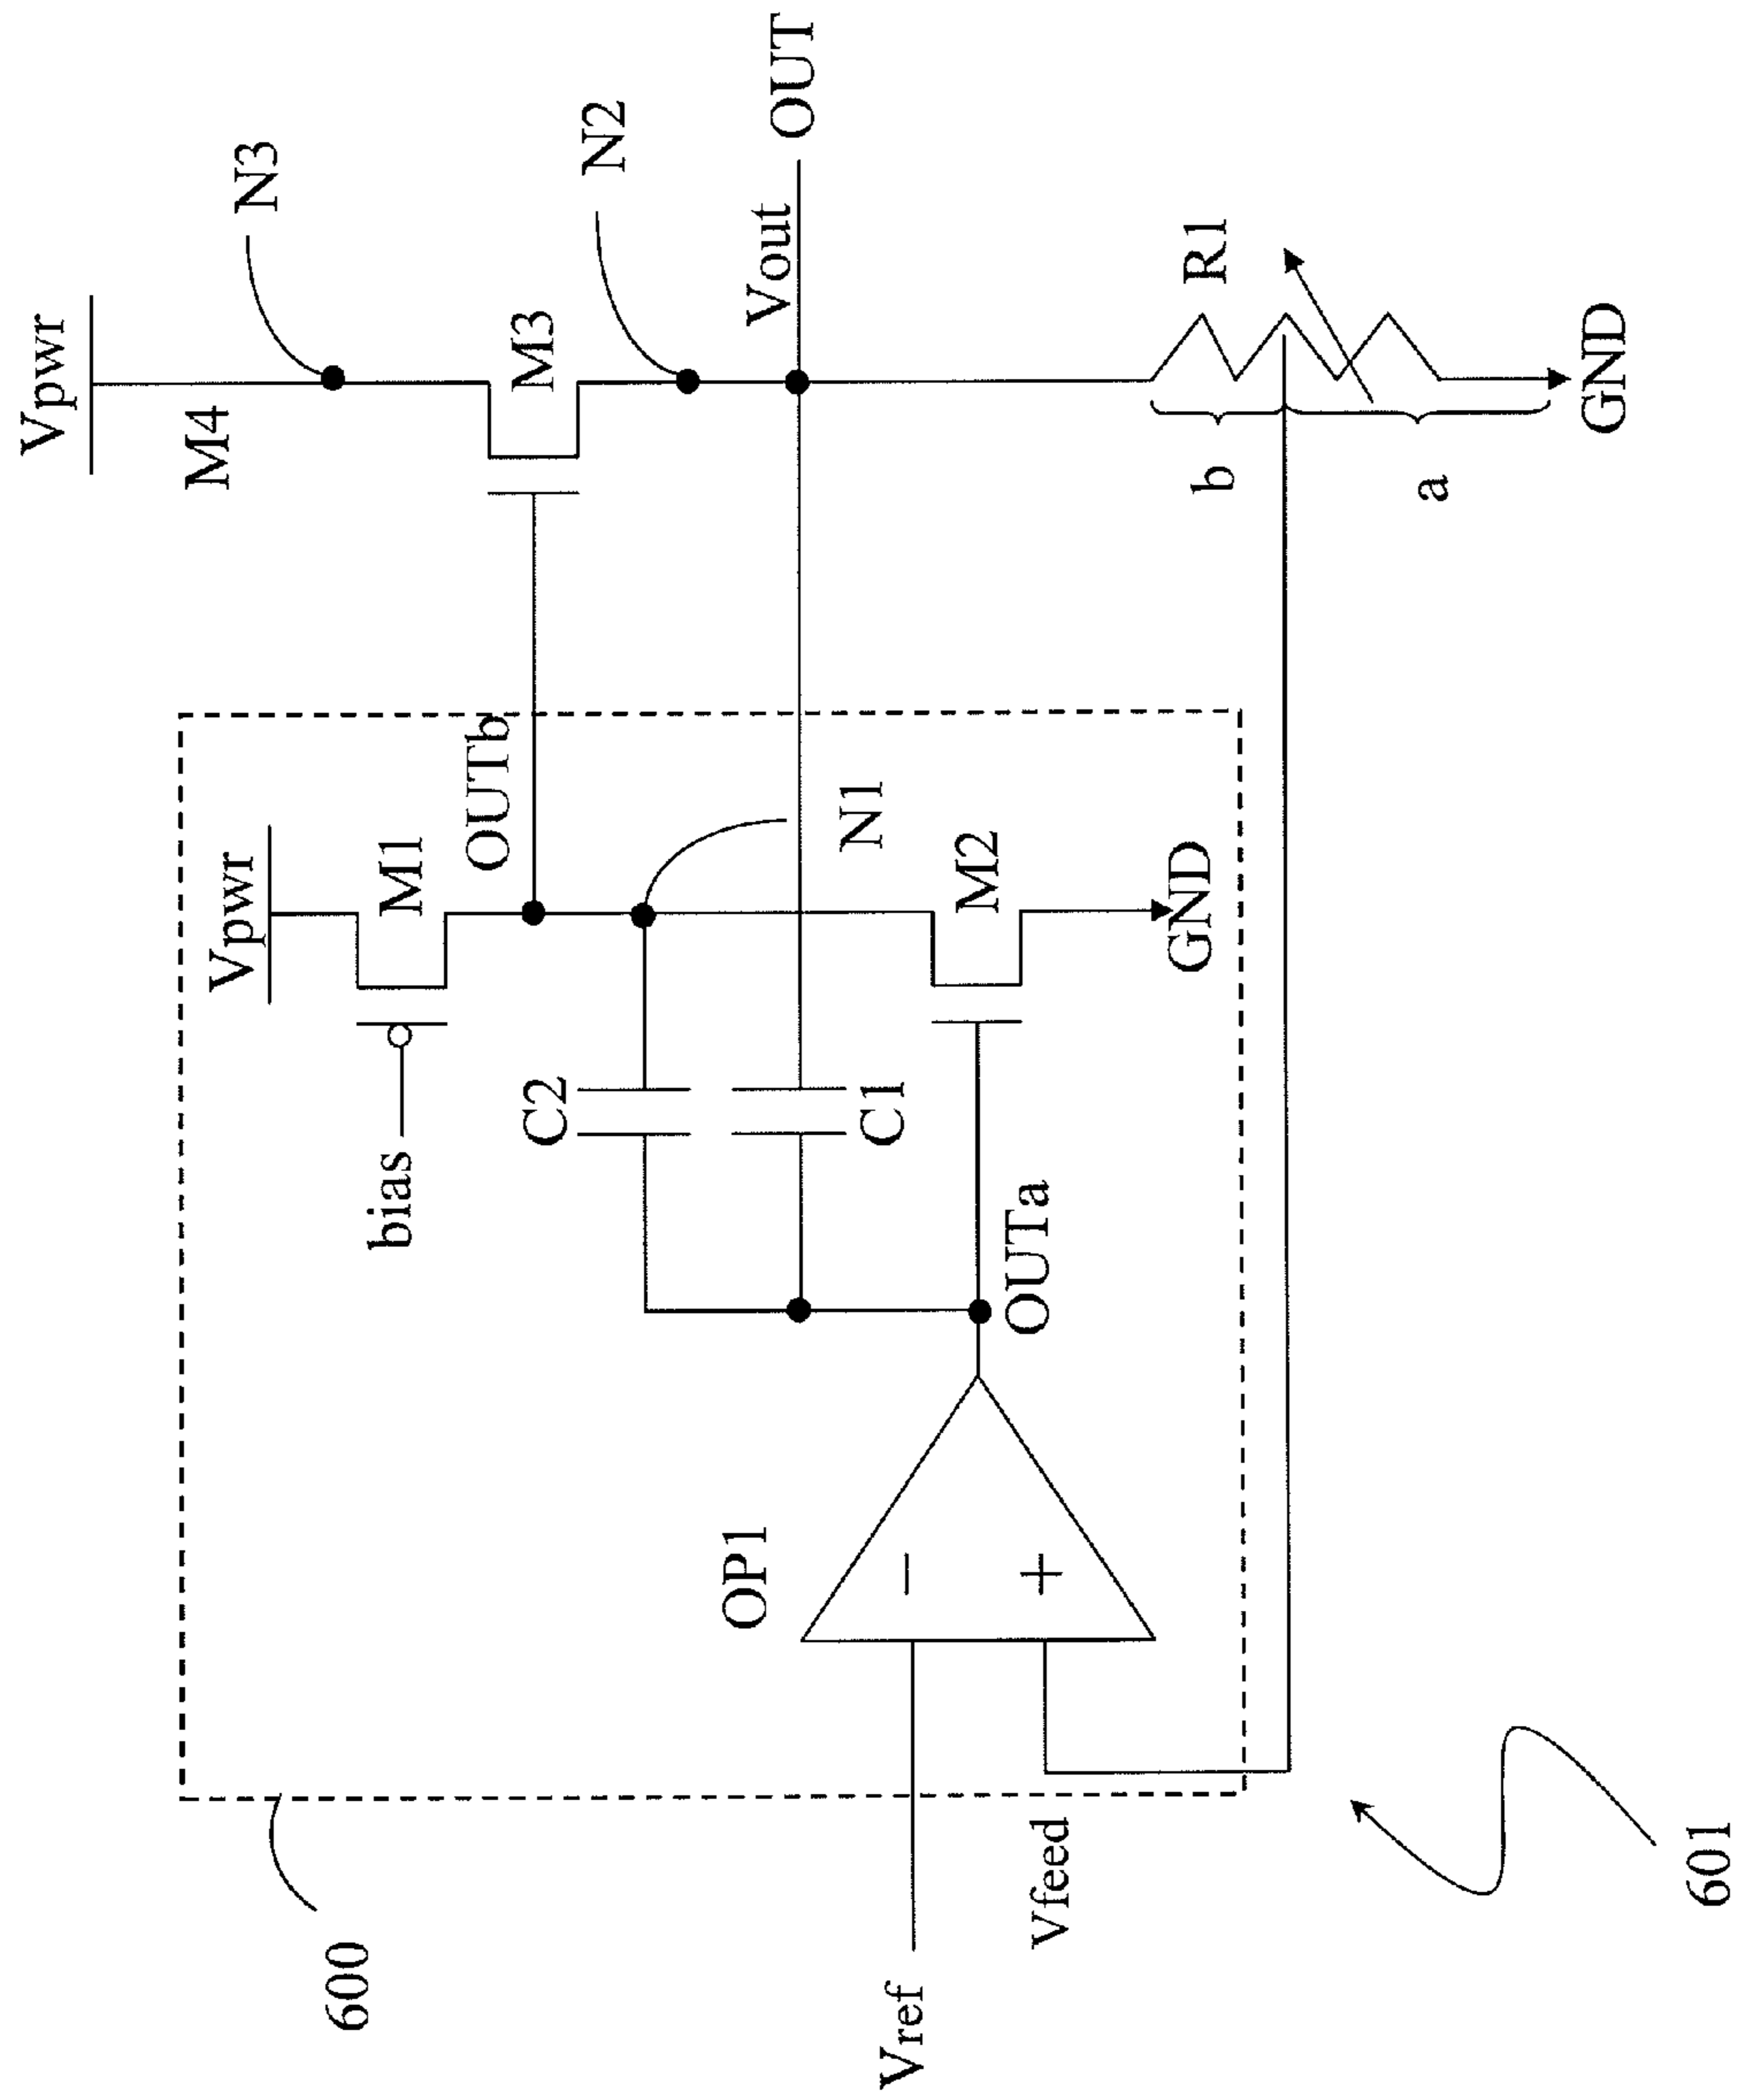 Vpwr
M4
N3
M3
N2
Vout
OUT
R1
b
a
GND
Vpwr
M1
bias
OUTb
N1
C2
C1
M2
GND
OUTa
OP1
−
+
Vref
Vfeed
600
601